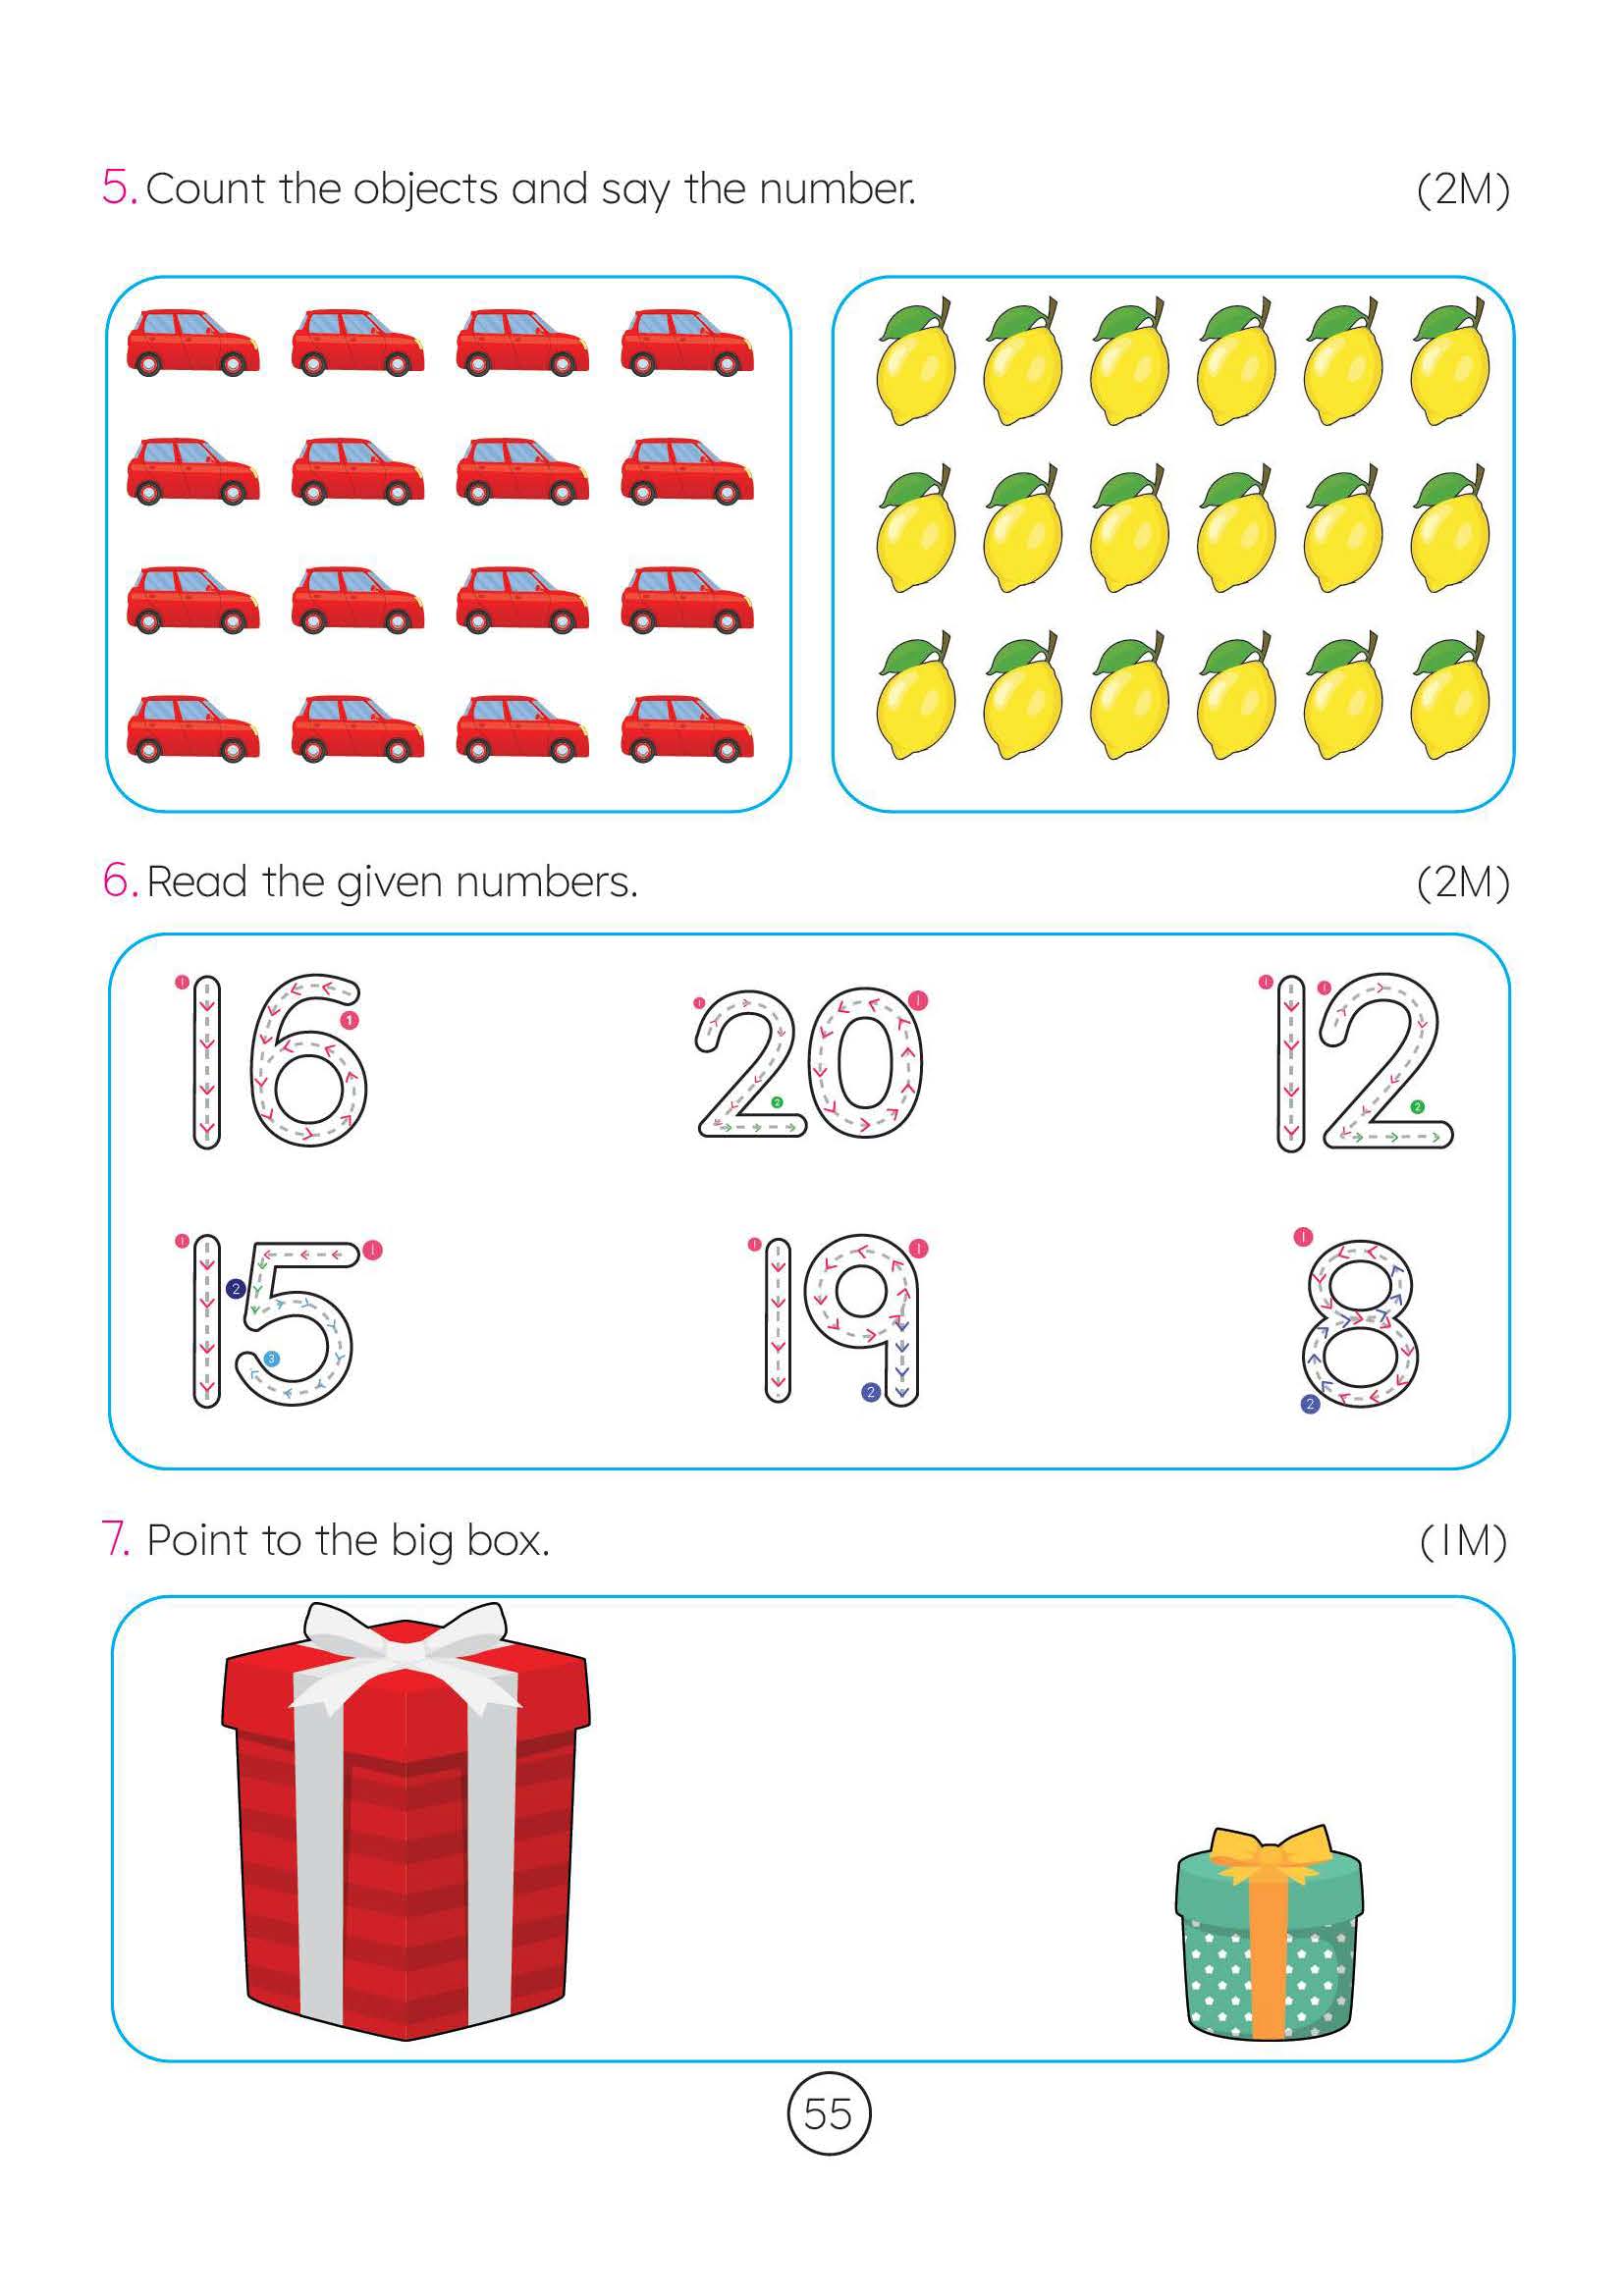 5. Count the objects and say the number. (2M)
6. Read the given numbers. (2M)
16 20 12
15 19 8
7. Point to the big box. (1M)
55